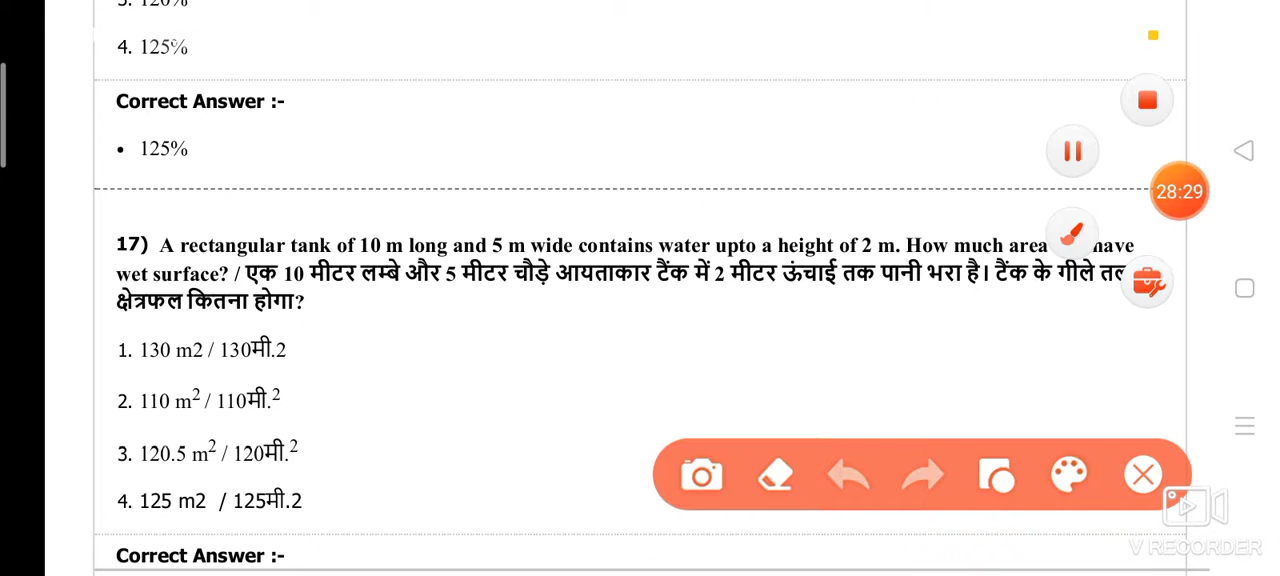 3. 120%
4. 125%
Correct Answer :-
• 125%
28:29
17) A rectangular tank of 10 m long and 5 m wide contains water upto a height of 2 m. How much area have
wet surface? / एक 10 मीटर लम्बे और 5 मीटर चौड़े आयताकार टैंक में 2 मीटर ऊंचाई तक पानी भरा है। टैंक के गीले
क्षेत्रफल कितना होगा?
1. 130 m2 / 130मी.2
2. 110 m² / 110मी.²
3. 120.5 m² / 120मी.²
4. 125 m2 / 125मी.2
V RECORDER
Correct Answer :-